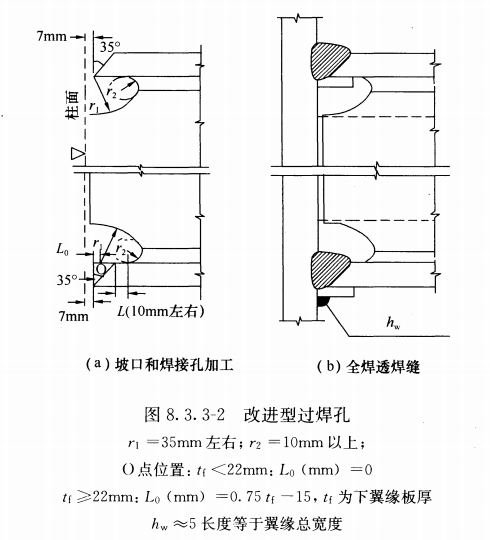 7mm
35°
r₂
r₁
柱面
L₀
r₁
r₂
O
35°
7mm
L(10mm左右)
hw
(a) 坡口和焊接孔加工
(b) 全焊透焊缝
图 8.3.3-2 改进型过焊孔
r₁=35mm 左右; r₂=10mm 以上;
O点位置: tf<22mm: L₀ (mm) =0
tf≥22mm: L₀ (mm) =0.75 tf-15, tf 为下翼缘板厚
hw≈5 长度等于翼缘总宽度